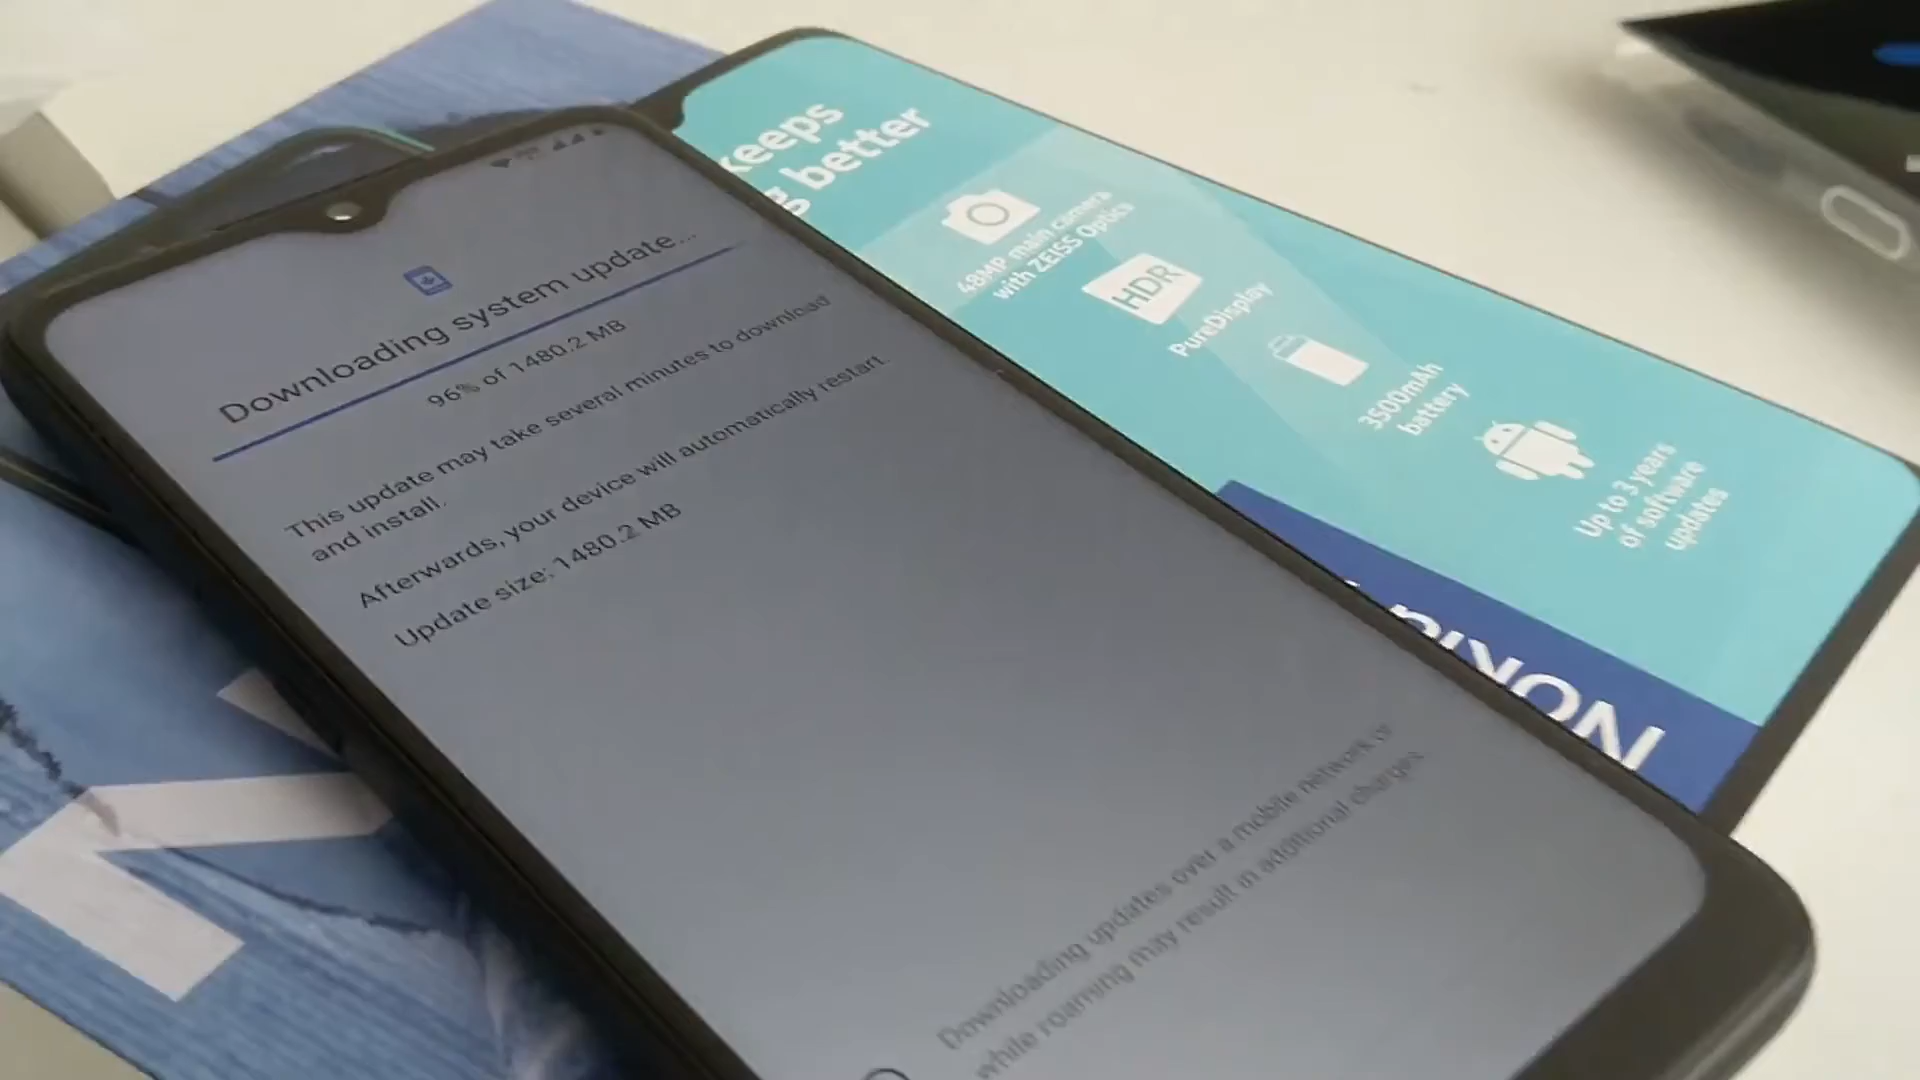 Downloading system update...
96% of 1480.2 MB
This update may take several minutes to download
and install.
Afterwards, your device will automatically restart.
Update size: 1480.2 MB
Downloading updates over a mobile network or
while roaming may result in additional charges.
keeps
better
48MP main camera
with ZEISS Optics
HDR
PureDisplay
3500mAh
battery
Up to 3 years
of software
updates
NOKIA